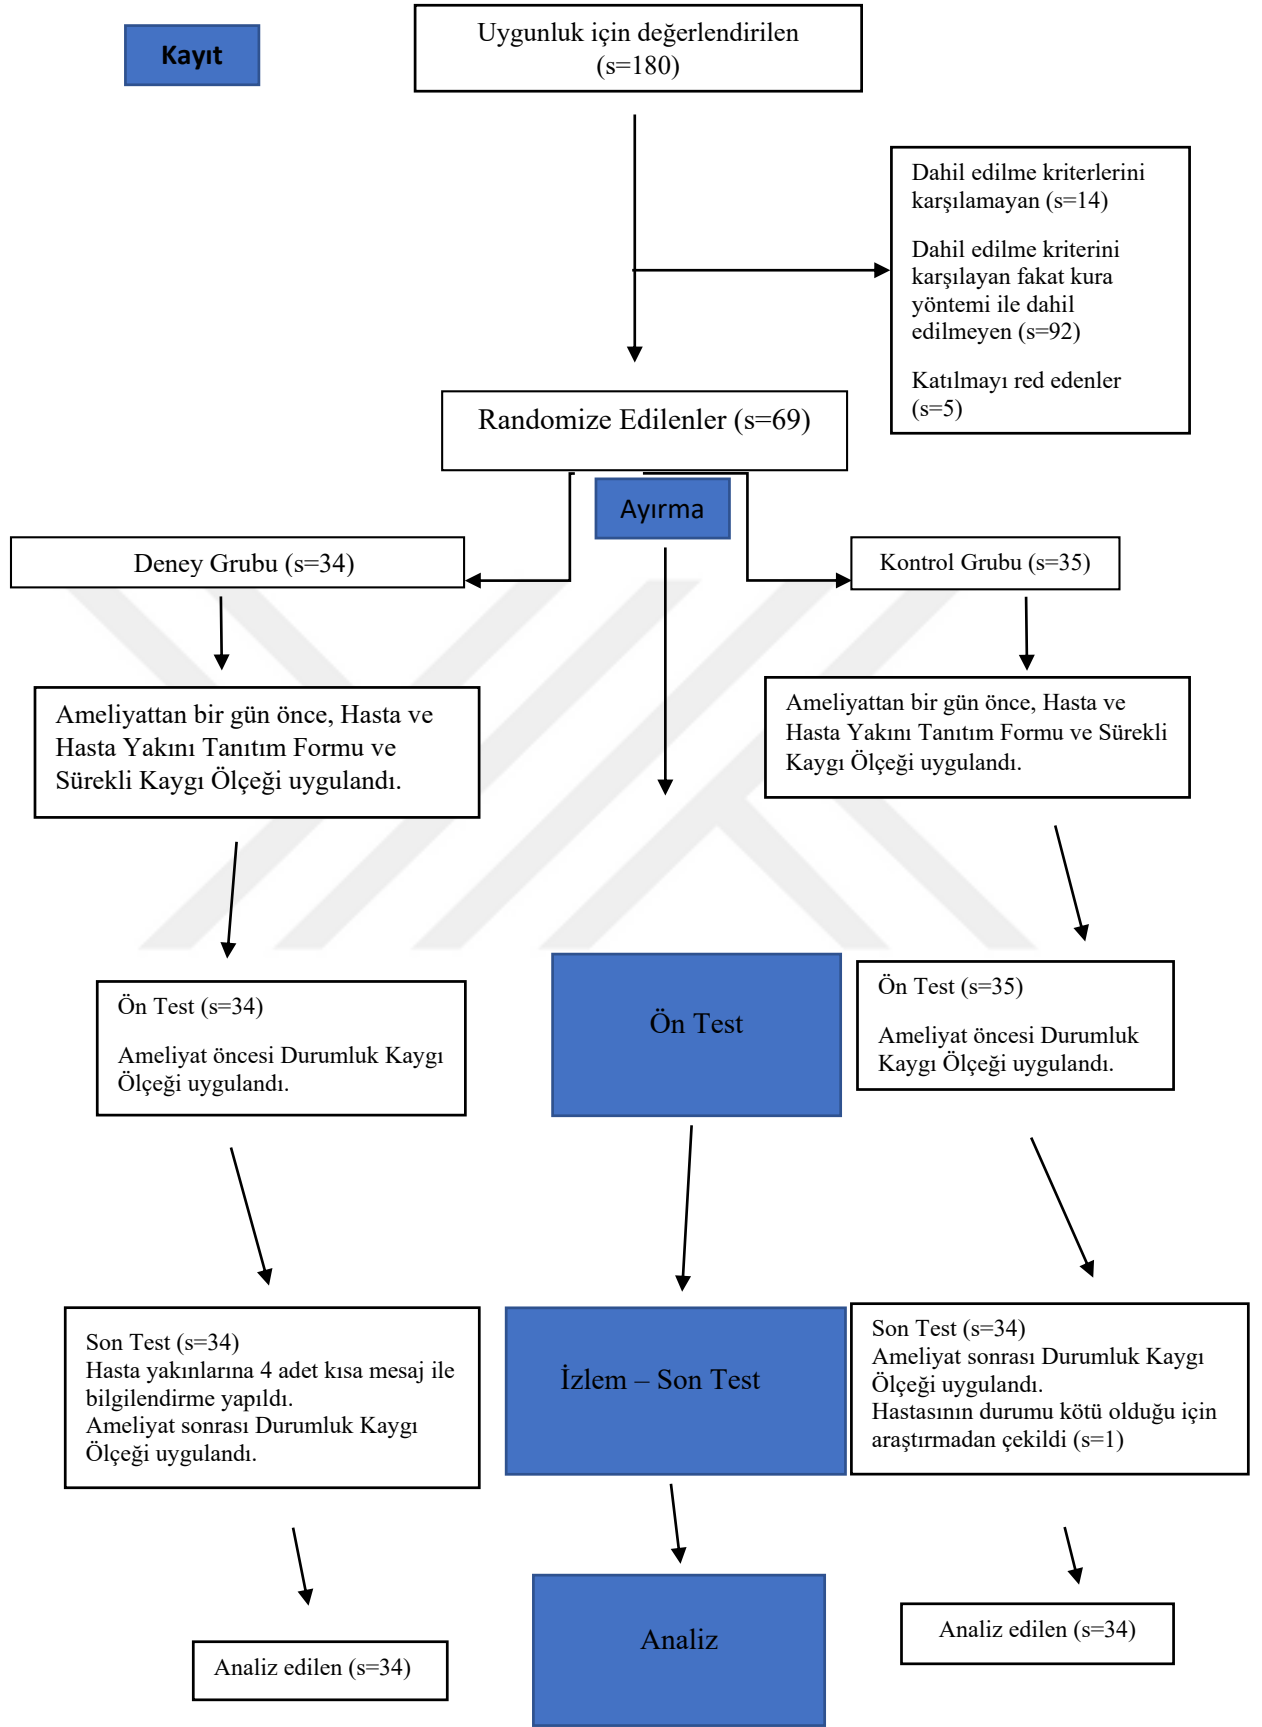 Kayıt
Uygunluk için değerlendirilen
(s=180)
Dahil edilme kriterlerini
karşılamayan (s=14)
Dahil edilme kriterini
karşılayan fakat kura
yöntemi ile dahil
edilmeyen (s=92)
Katılmayı red edenler
(s=5)
Randomize Edilenler (s=69)
Ayırma
Deney Grubu (s=34)
Kontrol Grubu (s=35)
Ameliyattan bir gün önce, Hasta ve
Hasta Yakını Tanıtım Formu ve
Sürekli Kaygı Ölçeği uygulandı.
Ameliyattan bir gün önce, Hasta ve
Hasta Yakını Tanıtım Formu ve Sürekli
Kaygı Ölçeği uygulandı.
Ön Test (s=34)
Ameliyat öncesi Durumluk Kaygı
Ölçeği uygulandı.
Ön Test
Ön Test (s=35)
Ameliyat öncesi Durumluk
Kaygı Ölçeği uygulandı.
Son Test (s=34)
Hasta yakınlarına 4 adet kısa mesaj ile
bilgilendirme yapıldı.
Ameliyat sonrası Durumluk Kaygı
Ölçeği uygulandı.
İzlem – Son Test
Son Test (s=34)
Ameliyat sonrası Durumluk Kaygı
Ölçeği uygulandı.
Hastasının durumu kötü olduğu için
araştırmadan çekildi (s=1)
Analiz edilen (s=34)
Analiz
Analiz edilen (s=34)